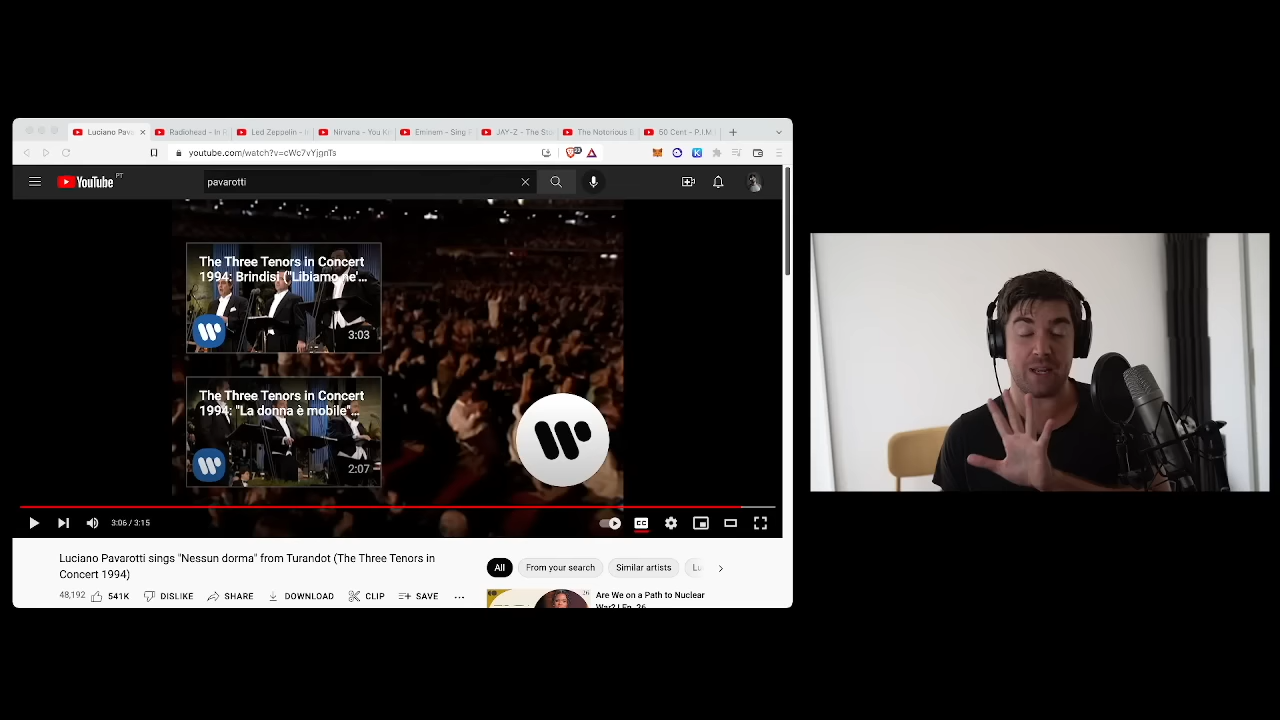 Luciano Pava
Radiohead - In R
Led Zeppelin -
Nirvana - You K
Eminem - Sing F
JAY-Z - The Sto
The Notorious B
50 Cent - P.I.M
youtube.com/watch?v=cWc7vYjgnTs
YouTube PT
pavarotti
The Three Tenors in Concert
1994: Brindisi ("Libiamo ne'...
3:03
The Three Tenors in Concert
1994: "La donna è mobile"...
2:07
3:06 / 3:15
CC
Luciano Pavarotti sings "Nessun dorma" from Turandot (The Three Tenors in
Concert 1994)
48,192
541K
DISLIKE
SHARE
DOWNLOAD
CLIP
SAVE
All
From your search
Similar artists
Lu
Are We on a Path to Nuclear
War? | Ep. 26